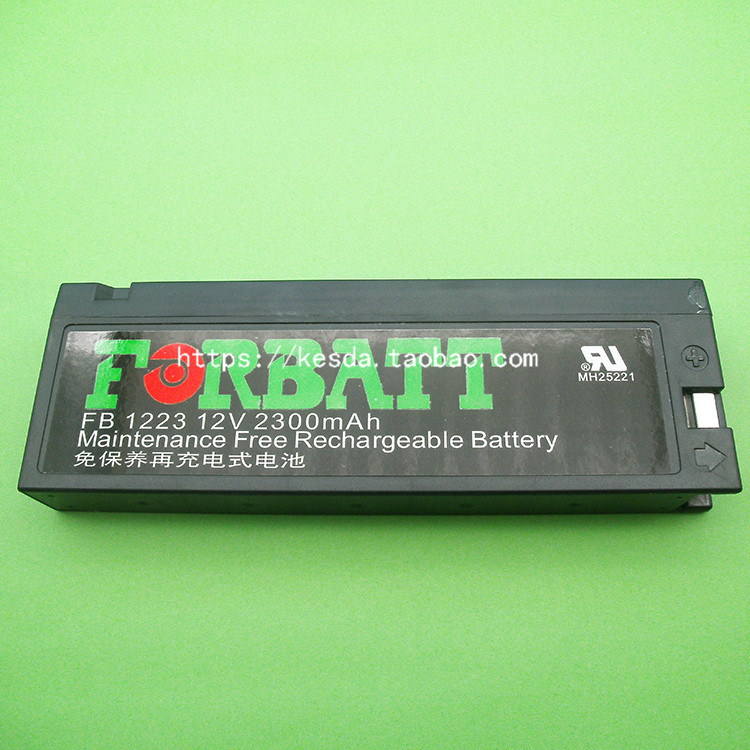 FORBATT
https://kesda.taobao.com
FB 1223 12V 2300mAh
Maintenance Free Rechargeable Battery
免保养再充电式电池
®
MH25221